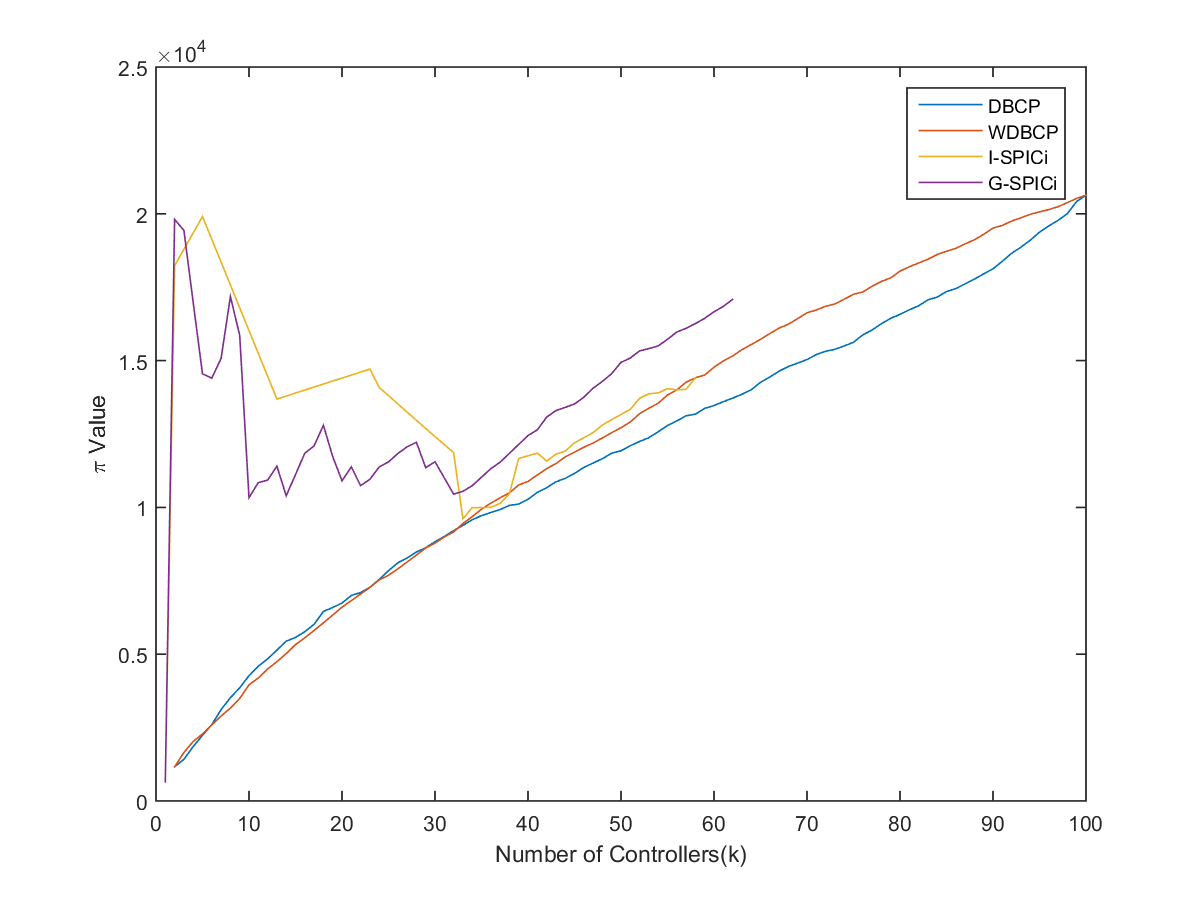 ×10⁴
2.5
2
1.5
1
0.5
0
π Value
0 10 20 30 40 50 60 70 80 90 100
Number of Controllers(k)
DBCP
WDBCP
I-SPICi
G-SPICi